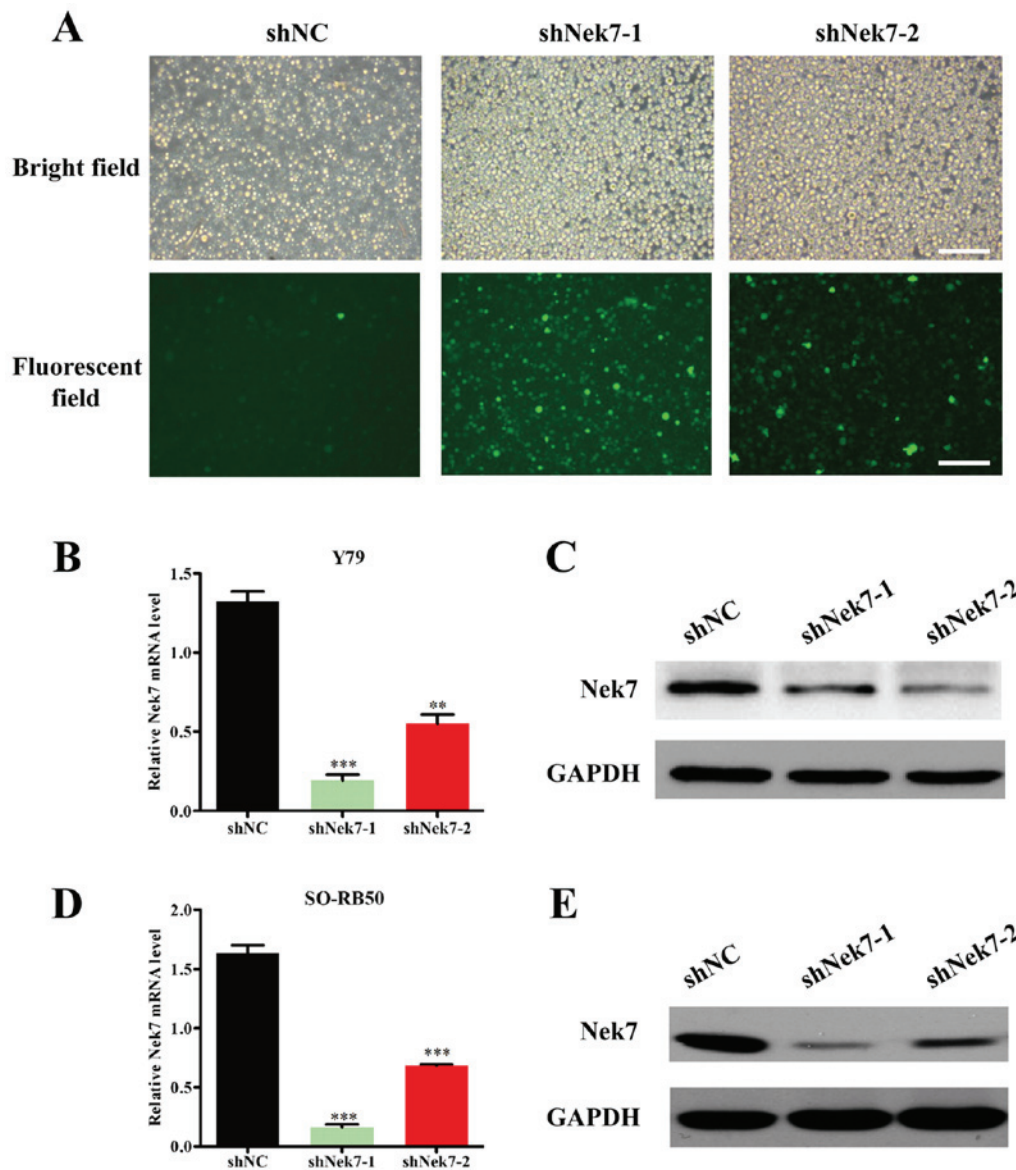 A
shNC
shNek7-1
shNek7-2
Bright field
Fluorescent
field
B
Y79
Relative Nek7 mRNA level
1.5
1.0
0.5
0.0
***
**
shNC
shNek7-1
shNek7-2
C
shNC
shNek7-1
shNek7-2
Nek7
GAPDH
D
SO-RB50
Relative Nek7 mRNA level
2.0
1.5
1.0
0.5
0.0
***
***
shNC
shNek7-1
shNek7-2
E
shNC
shNek7-1
shNek7-2
Nek7
GAPDH